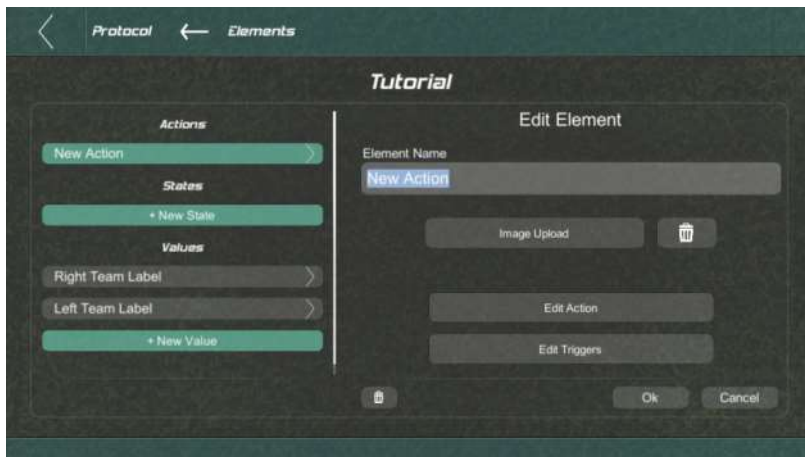 Protocol ← Elements
Tutorial
Actions
New Action
States
+ New State
Values
Right Team Label
Left Team Label
+ New Value
Edit Element
Element Name
New Action
Image Upload
Edit Action
Edit Triggers
Ok
Cancel